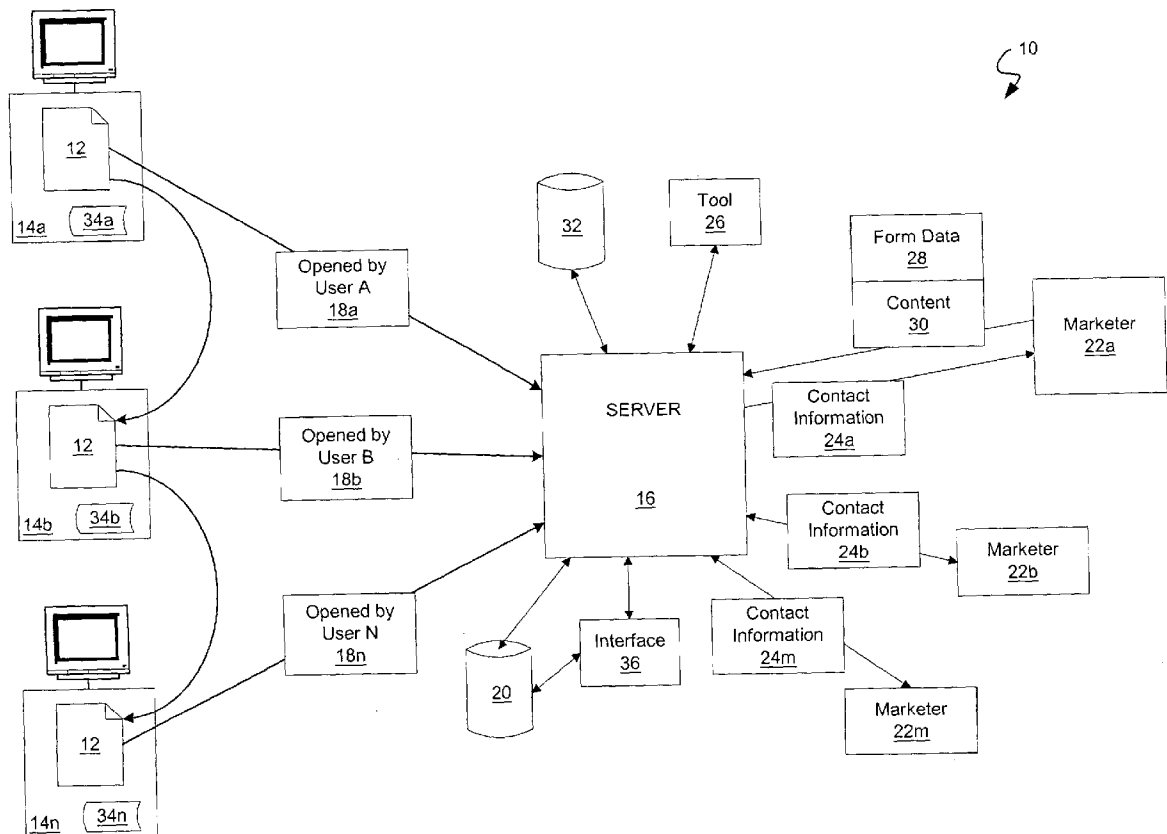 10
12
14a
34a
Opened by
User A
18a
32
Tool
26
Form Data
28
Content
30
Marketer
22a
12
14b
34b
Opened by
User B
18b
SERVER
16
Contact
Information
24a
Contact
Information
24b
Marketer
22b
12
14n
34n
Opened by
User N
18n
20
Interface
36
Contact
Information
24m
Marketer
22m